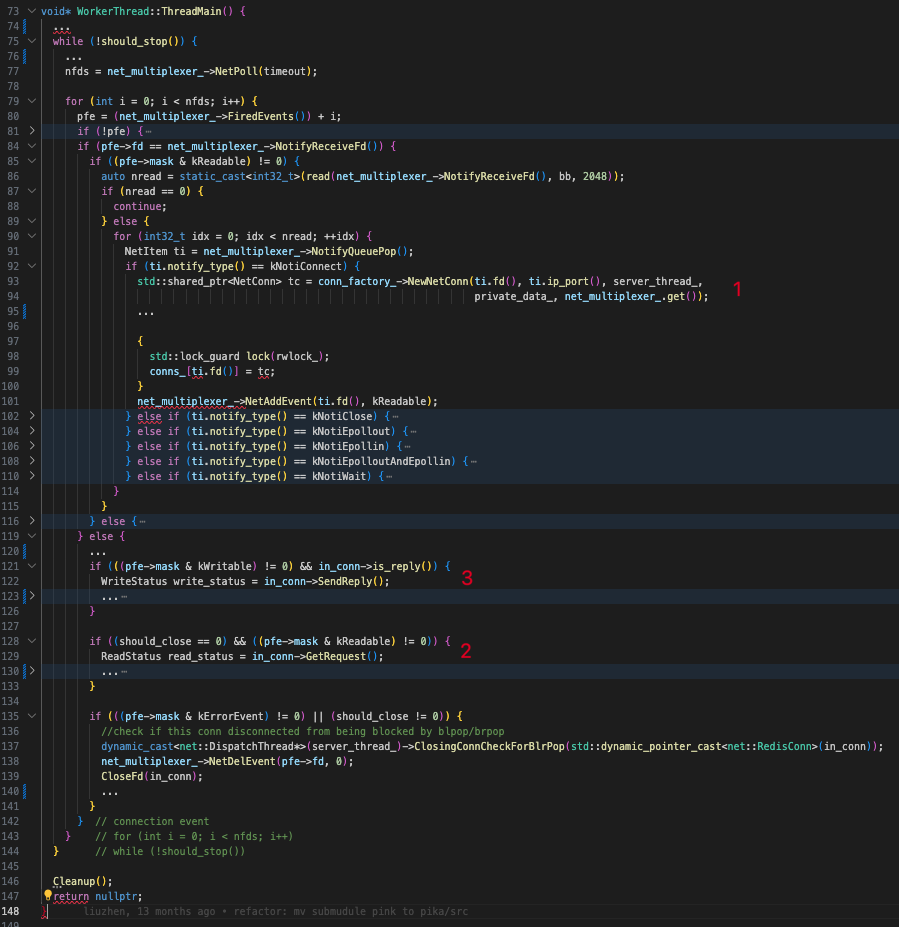 73 void* WorkerThread::ThreadMain() {
74 ...
75 while (!should_stop()) {
76 ...
77 nfds = net_multiplexer_->NetPoll(timeout);
78
79 for (int i = 0; i < nfds; i++) {
80 pfe = (net_multiplexer_->FiredEvents()) + i;
81 if (!pfe) {⋯
84 if (pfe->fd == net_multiplexer_->NotifyReceiveFd()) {
85 if ((pfe->mask & kReadable) != 0) {
86 auto nread = static_cast<int32_t>(read(net_multiplexer_->NotifyReceiveFd(), bb, 2048));
87 if (nread == 0) {
88 continue;
89 } else {
90 for (int32_t idx = 0; idx < nread; ++idx) {
91 NetItem ti = net_multiplexer_->NotifyQueuePop();
92 if (ti.notify_type() == kNotiConnect) {
93 std::shared_ptr<NetConn> tc = conn_factory_->NewNetConn(ti.fd(), ti.ip_port(), server_thread_, 1
94 private_data_, net_multiplexer_.get());
95 ...
96
97 {
98 std::lock_guard lock(rwlock_);
99 conns_[ti.fd()] = tc;
100 }
101 net_multiplexer_->NetAddEvent(ti.fd(), kReadable);
102 } else if (ti.notify_type() == kNotiClose) {⋯
104 } else if (ti.notify_type() == kNotiEpollout) {⋯
106 } else if (ti.notify_type() == kNotiEpollin) {⋯
108 } else if (ti.notify_type() == kNotiEpolloutAndEpollin) {⋯
110 } else if (ti.notify_type() == kNotiWait) {⋯
114 }
115 }
116 } else {⋯
119 } else {
120 ...
121 if (((pfe->mask & kWritable) != 0) && in_conn->is_reply()) {
122 WriteStatus write_status = in_conn->SendReply(); 3
123 ...⋯
126 }
127
128 if ((should_close == 0) && ((pfe->mask & kReadable) != 0)) {
129 ReadStatus read_status = in_conn->GetRequest(); 2
130 ...⋯
133 }
134
135 if (((pfe->mask & kErrorEvent) != 0) || (should_close != 0)) {
136 //check if this conn disconnected from being blocked by blpop/brpop
137 dynamic_cast<net::DispatchThread*>(server_thread_)->ClosingConnCheckForBlrPop(std::dynamic_pointer_cast<net::RedisConn>(in_conn));
138 net_multiplexer_->NetDelEvent(pfe->fd, 0);
139 CloseFd(in_conn);
140 ...
141 }
142 } // connection event
143 } // for (int i = 0; i < nfds; i++)
144 } // while (!should_stop())
145
146 Cleanup();
147 return nullptr;
148 } liuzhen, 13 months ago • refactor: mv submudule pink to pika/src
149